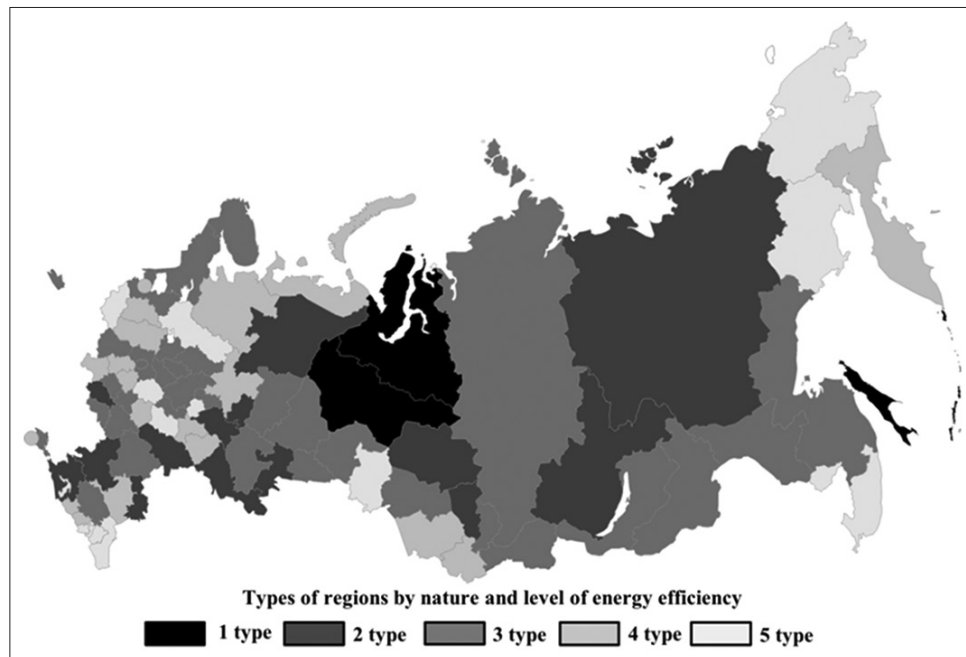 Types of regions by nature and level of energy efficiency
1 type 2 type 3 type 4 type 5 type